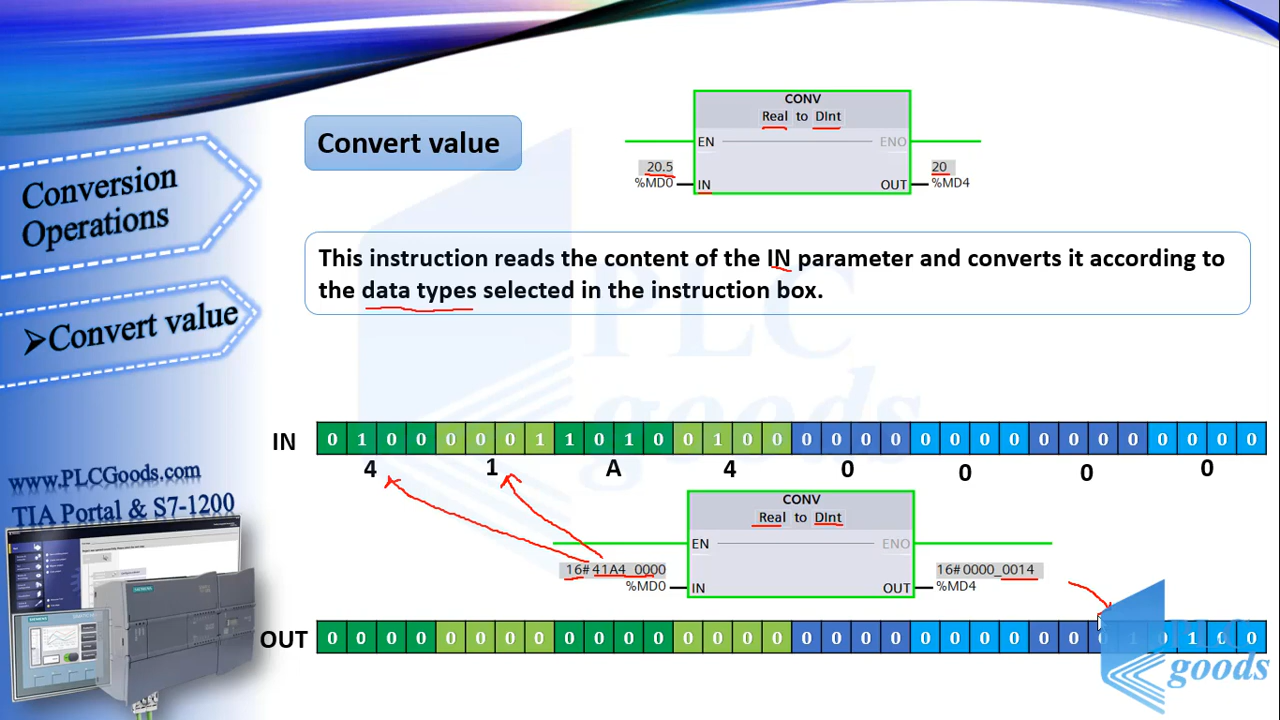 Convert value
CONV
Real to DInt
EN ENO
20.5 20
%MD0 IN OUT %MD4
Conversion
Operations
This instruction reads the content of the IN parameter and converts it according to
the data types selected in the instruction box.
➢Convert value
PLC
goods
IN 0 1 0 0 0 0 0 1 1 0 1 0 0 1 0 0 0 0 0 0 0 0 0 0 0 0 0 0 0 0 0 0
4 1 A 4 0 0 0 0
www.PLCGoods.com
TIA Portal & S7-1200
CONV
Real to DInt
EN ENO
16#41A4_0000 16#0000_0014
%MD0 IN OUT %MD4
OUT 0 0 0 0 0 0 0 0 0 0 0 0 0 0 0 0 0 0 0 0 0 0 0 0 0 0 0 1 0 1 0 0
PLC
goods
SIEMENS